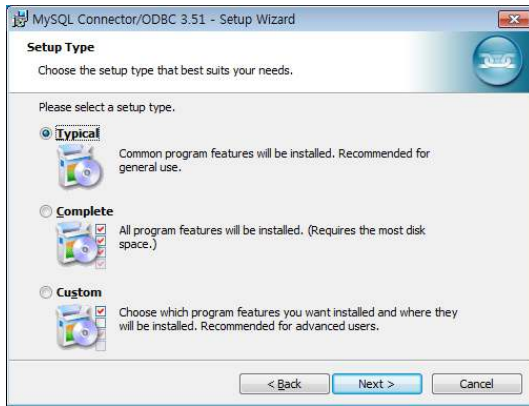 MySQL Connector/ODBC 3.51 - Setup Wizard
Setup Type
Choose the setup type that best suits your needs.
Please select a setup type.
Typical
Common program features will be installed. Recommended for
general use.
Complete
All program features will be installed. (Requires the most disk
space.)
Custom
Choose which program features you want installed and where they
will be installed. Recommended for advanced users.
< Back
Next >
Cancel